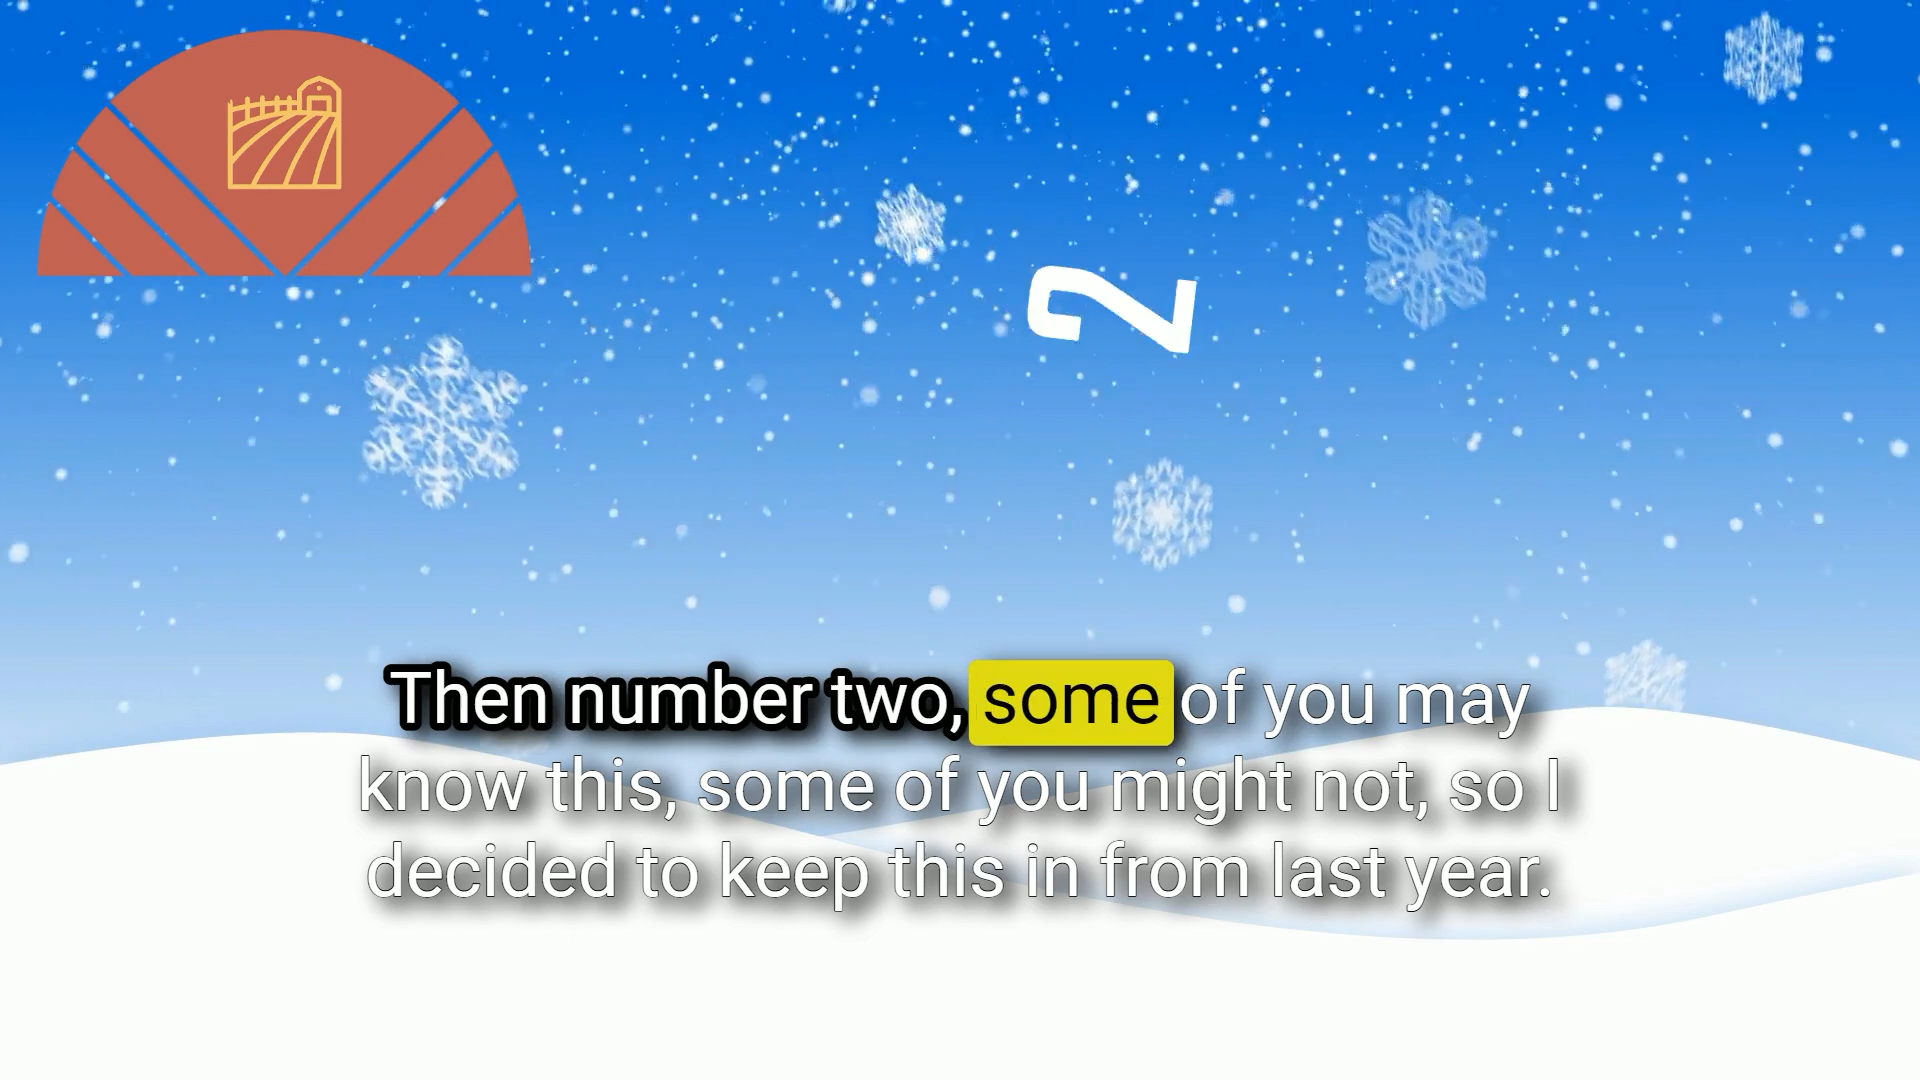 2
Then number two, some of you may
know this, some of you might not, so I
decided to keep this in from last year.